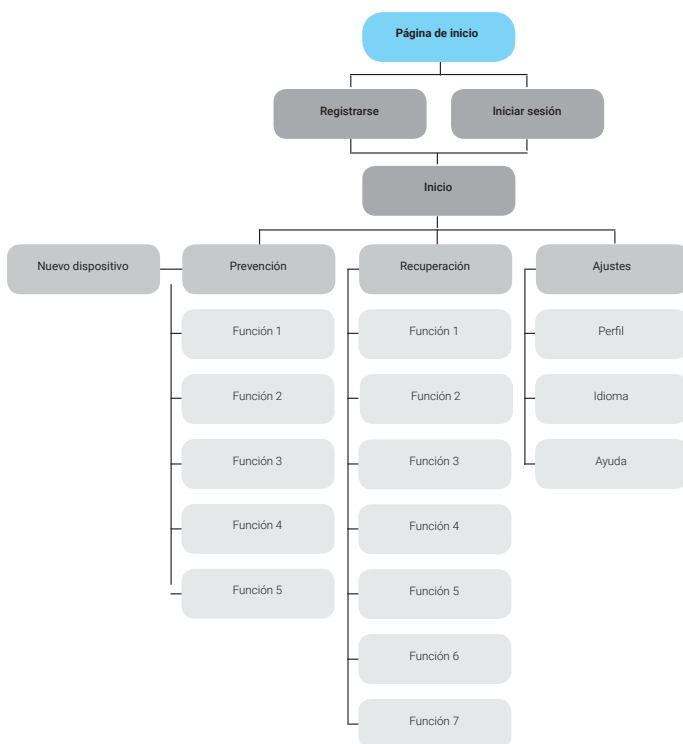 Página de inicio
Registrarse
Iniciar sesión
Inicio
Nuevo dispositivo
Prevención
Recuperación
Ajustes
Función 1
Función 1
Perfil
Función 2
Función 2
Idioma
Función 3
Función 3
Ayuda
Función 4
Función 4
Función 5
Función 5
Función 6
Función 7